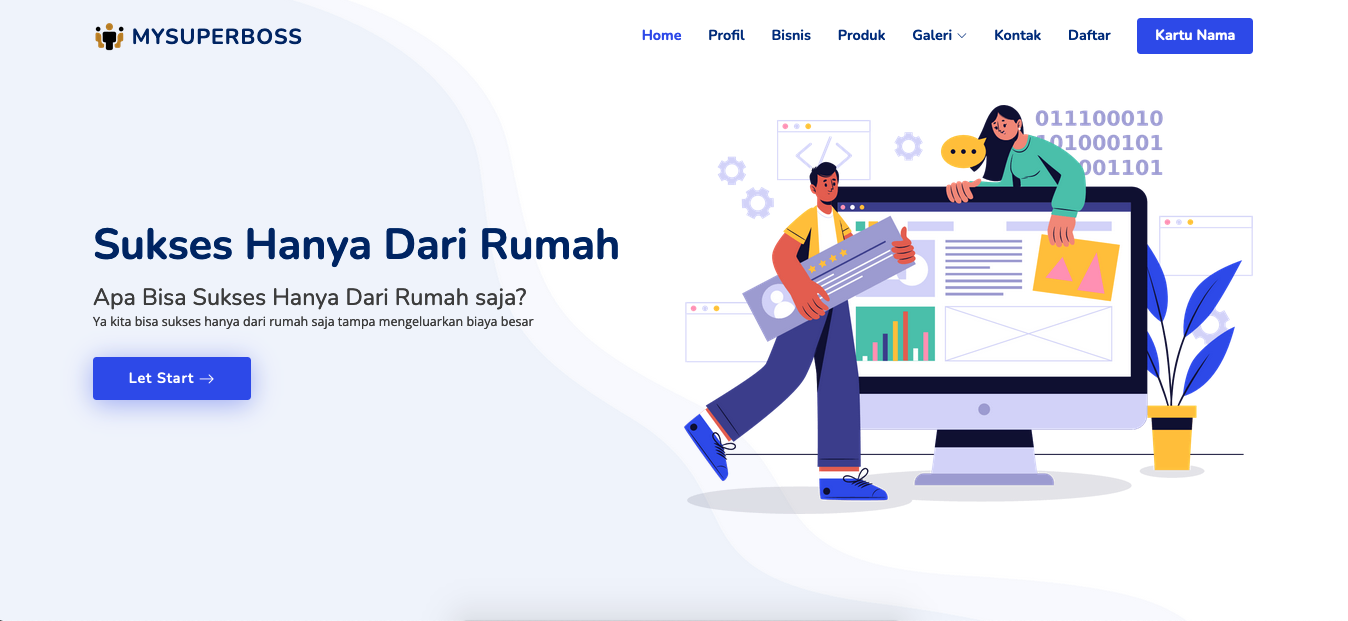 MYSUPERBOSS
Home Profil Bisnis Produk Galeri Kontak Daftar Kartu Nama
011100010
101000101
001101
Sukses Hanya Dari Rumah
Apa Bisa Sukses Hanya Dari Rumah saja?
Ya kita bisa sukses hanya dari rumah saja tampa mengeluarkan biaya besar
Let Start →